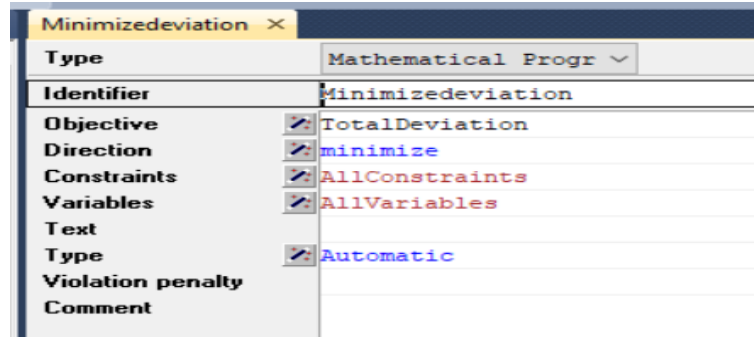 Minimizedeviation ×
Type Mathematical Progr
Identifier Minimizedeviation
Objective TotalDeviation
Direction minimize
Constraints AllConstraints
Variables AllVariables
Text
Type Automatic
Violation penalty
Comment